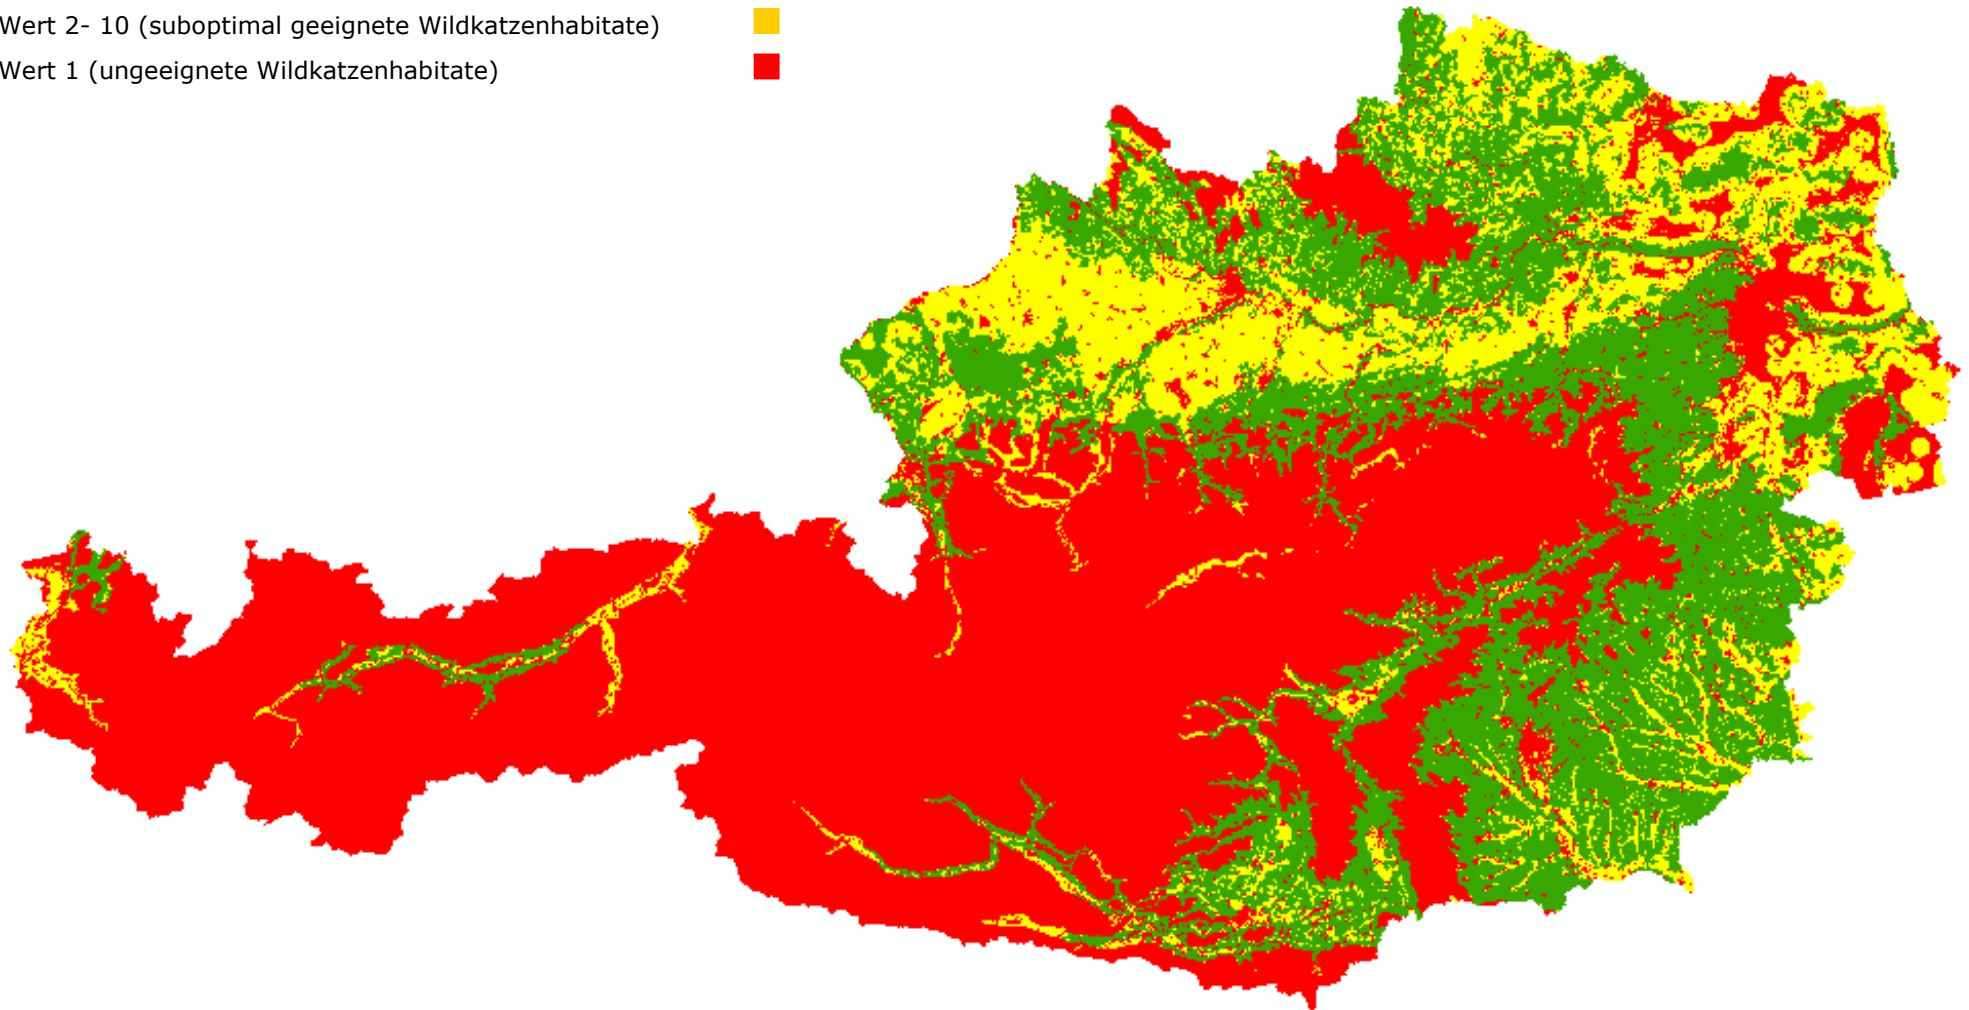 Wert 2- 10 (suboptimal geeignete Wildkatzenhabitate)
Wert 1 (ungeeignete Wildkatzenhabitate)